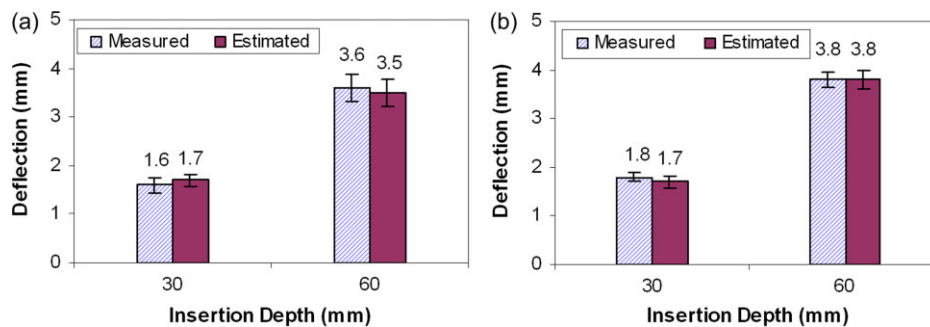 (a)
Measured Estimated
5
4
3
2
1
0
Deflection (mm)
1.6 1.7
3.6 3.5
30 60
Insertion Depth (mm)
(b)
Measured Estimated
5
4
3
2
1
0
Deflection (mm)
1.8 1.7
3.8 3.8
30 60
Insertion Depth (mm)